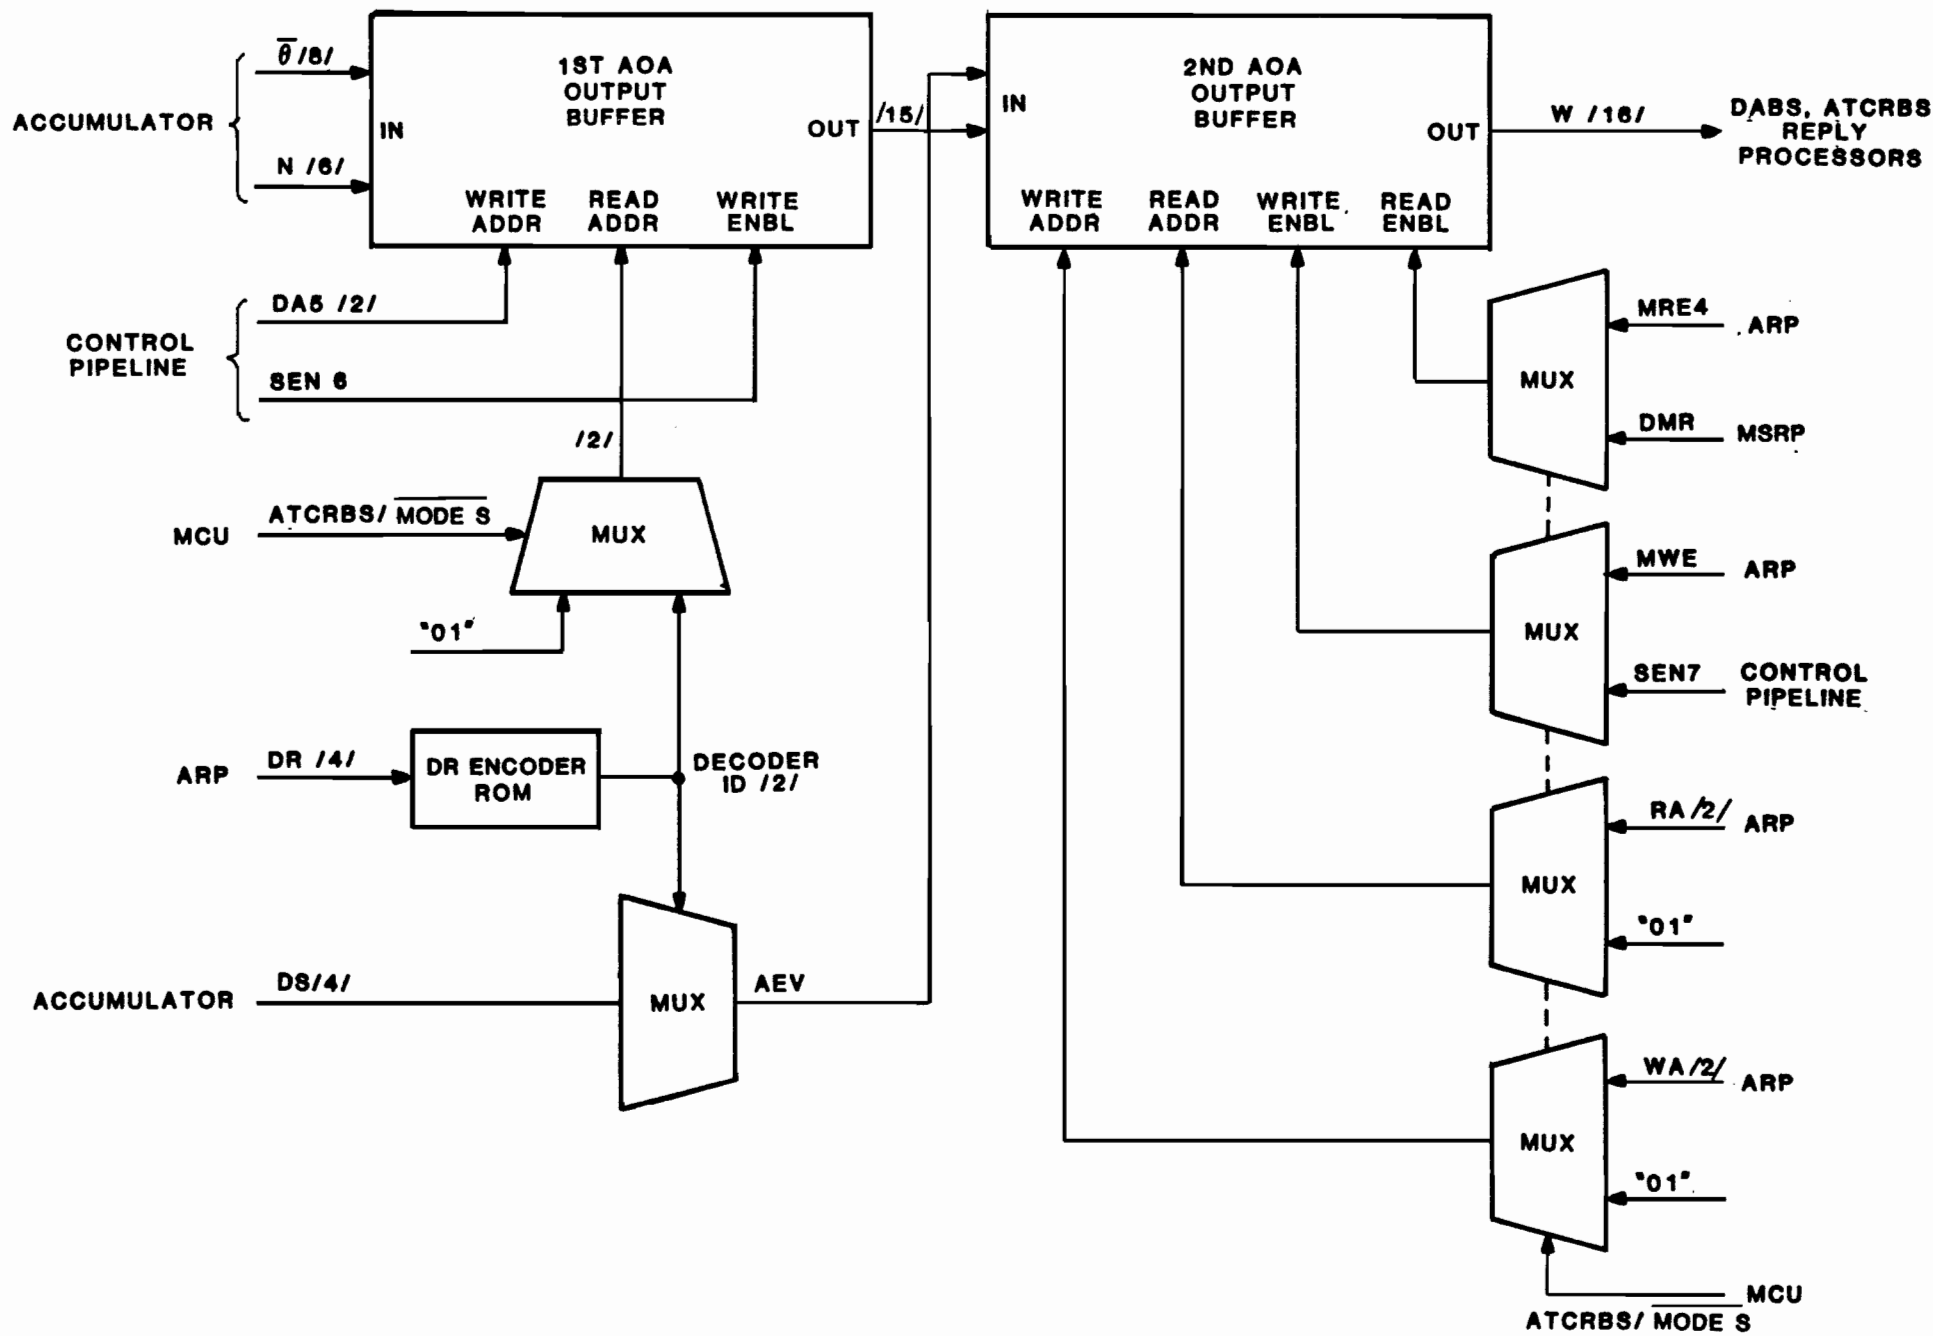 θ̅ /8/
ACCUMULATOR
N /6/
IN
1ST AOA
OUTPUT
BUFFER
OUT
WRITE
ADDR
READ
ADDR
WRITE
ENBL
/15/
IN
2ND AOA
OUTPUT
BUFFER
OUT
WRITE
ADDR
READ
ADDR
WRITE
ENBL
READ
ENBL
W /16/
DABS, ATCRBS
REPLY
PROCESSORS
DA5 /2/
CONTROL
PIPELINE
SEN 6
/2/
MCU
ATCRBS/ M̅O̅D̅E̅ ̅S̅
MUX
"01"
ARP
DR /4/
DR ENCODER
ROM
DECODER
ID /2/
ACCUMULATOR
DS/4/
MUX
AEV
MUX
MRE4
ARP
DMR
MSRP
MUX
MWE
ARP
SEN7
CONTROL
PIPELINE
MUX
RA /2/
ARP
"01"
MUX
WA /2/
ARP
"01"
MCU
ATCRBS/ M̅O̅D̅E̅ ̅S̅